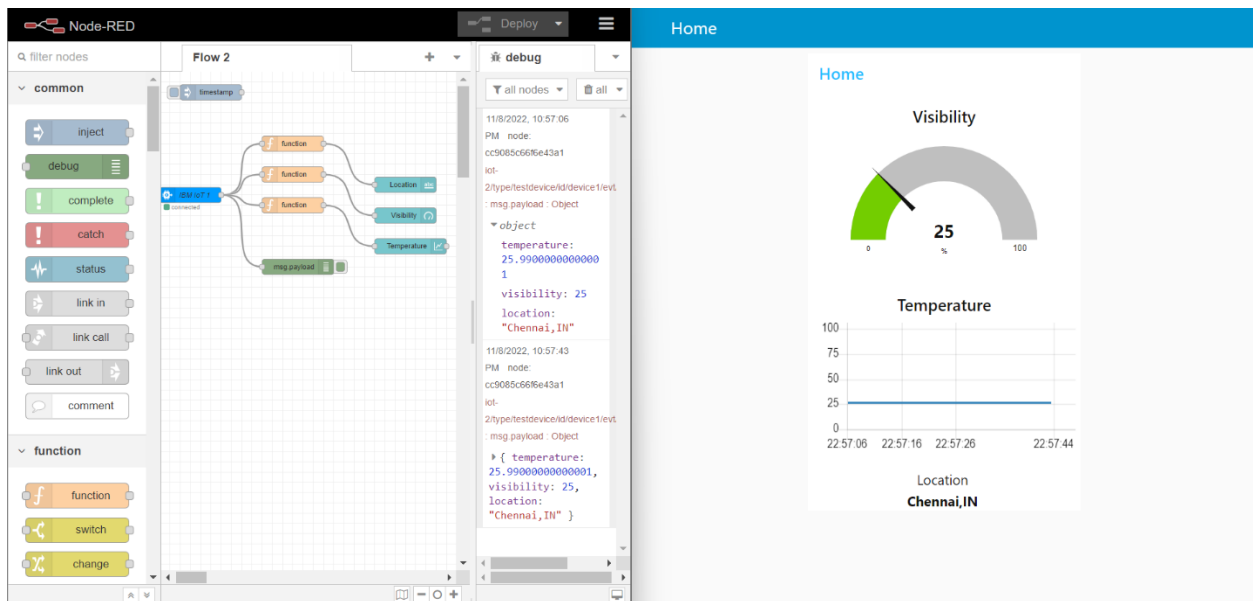 Node-RED
Deploy
filter nodes
common
inject
debug
complete
catch
status
link in
link call
link out
comment
function
function
switch
change
Flow 2
timestamp
function
function
function
connected
msg.payload
Location abc
Visibility
Temperature
debug
all nodes
all
11/8/2022, 10:57:06
PM node:
cc9085c66f6e43a1
iot-
2/type/testdevice/id/device1/evt
: msg.payload : Object
object
temperature:
25.9900000000000
1
visibility: 25
location:
"Chennai,IN"
11/8/2022, 10:57:43
PM node:
cc9085c66f6e43a1
iot-
2/type/testdevice/id/device1/evt
: msg.payload : Object
{ temperature:
25.99000000000001,
visibility: 25,
location:
"Chennai,IN" }
Home
Home
Visibility
25
0 % 100
Temperature
100
75
50
25
0
22:57:06 22:57:16 22:57:26 22:57:44
Location
Chennai,IN